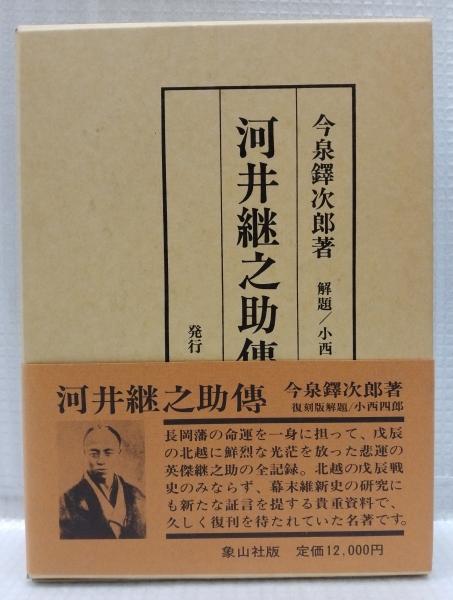 今泉鐸次郎著
解題/小西
河井継之助傳
発行
河井継之助傳
今泉鐸次郎著
復刻版解題/小西四郎
長岡藩の命運を一身に担って、戊辰
の北越に鮮烈な光茫を放った悲運の
英傑継之助の全記録。北越の戊辰戦
史のみならず、幕末維新史の研究に
も新たな証言を提する貴重資料で、
久しく復刊を待たれていた名著です。
象山社版 定価12,000円